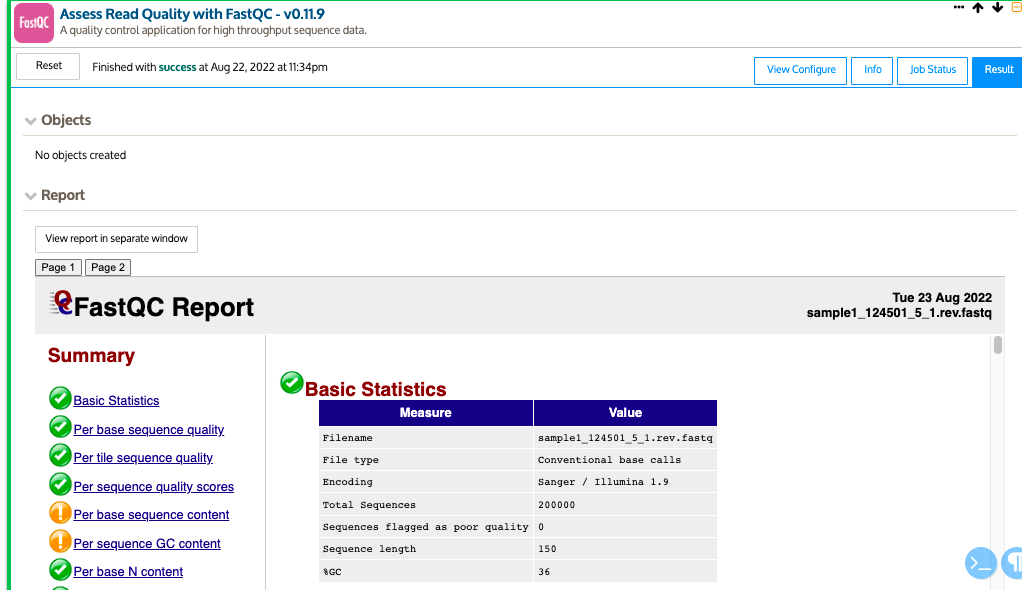 FastQC
Assess Read Quality with FastQC - v0.11.9
A quality control application for high throughput sequence data.
Reset
Finished with success at Aug 22, 2022 at 11:34pm
View Configure
Info
Job Status
Result
Objects
No objects created
Report
View report in separate window
Page 1
Page 2
FastQC Report
Tue 23 Aug 2022
sample1_124501_5_1.rev.fastq
Summary
Basic Statistics
Per base sequence quality
Per tile sequence quality
Per sequence quality scores
Per base sequence content
Per sequence GC content
Per base N content
Basic Statistics
Measure Value
Filename sample1_124501_5_1.rev.fastq
File type Conventional base calls
Encoding Sanger / Illumina 1.9
Total Sequences 200000
Sequences flagged as poor quality 0
Sequence length 150
%GC 36